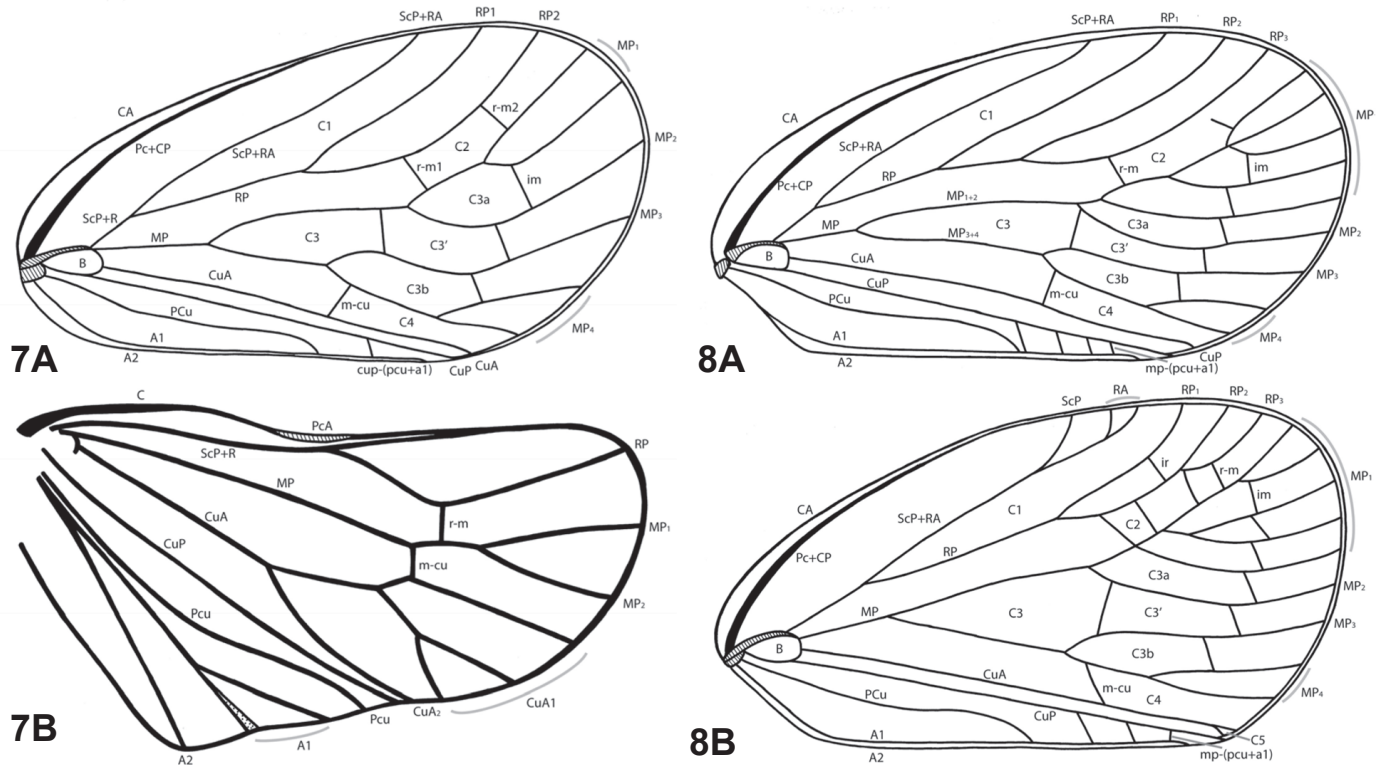 ScP+RA RP1 RP2 MP₁
CA r-m2
C1
Pc+CP ScP+RA C2 MP₂
r-m1 im
RP C3a
ScP+R MP₃
MP C3 C3'
B CuA
C3b
m-cu
PCu C4 MP₄
7A A1
A2 cup-(pcu+a1) CuP CuA
ScP+RA RP₁ RP₂ RP₃
CA MP
C1
ScP+RA C2
r-m im
Pc+CP RP
MP₁₊₂
MP C3 C3a MP₂
MP₃₊₄ C3'
B CuA MP₃
CuP C3b
PCu m-cu
C4
A1 MP₄
8A A2 CuP
mp-(pcu+a1)
C
PcA
ScP+R RP
MP
CuA r-m MP₁
CuP m-cu
MP₂
Pcu
7B CuA1
Pcu CuA₂
A1
A2
ScP RA RP₁ RP₂ RP₃
ir r-m MP₁
im
CA C1
ScP+RA C2
Pc+CP RP
C3a MP₂
MP C3 C3' MP₃
B C3b
CuA
m-cu C4 MP₄
PCu
CuP
8B A1 C5
A2 mp-(pcu+a1)